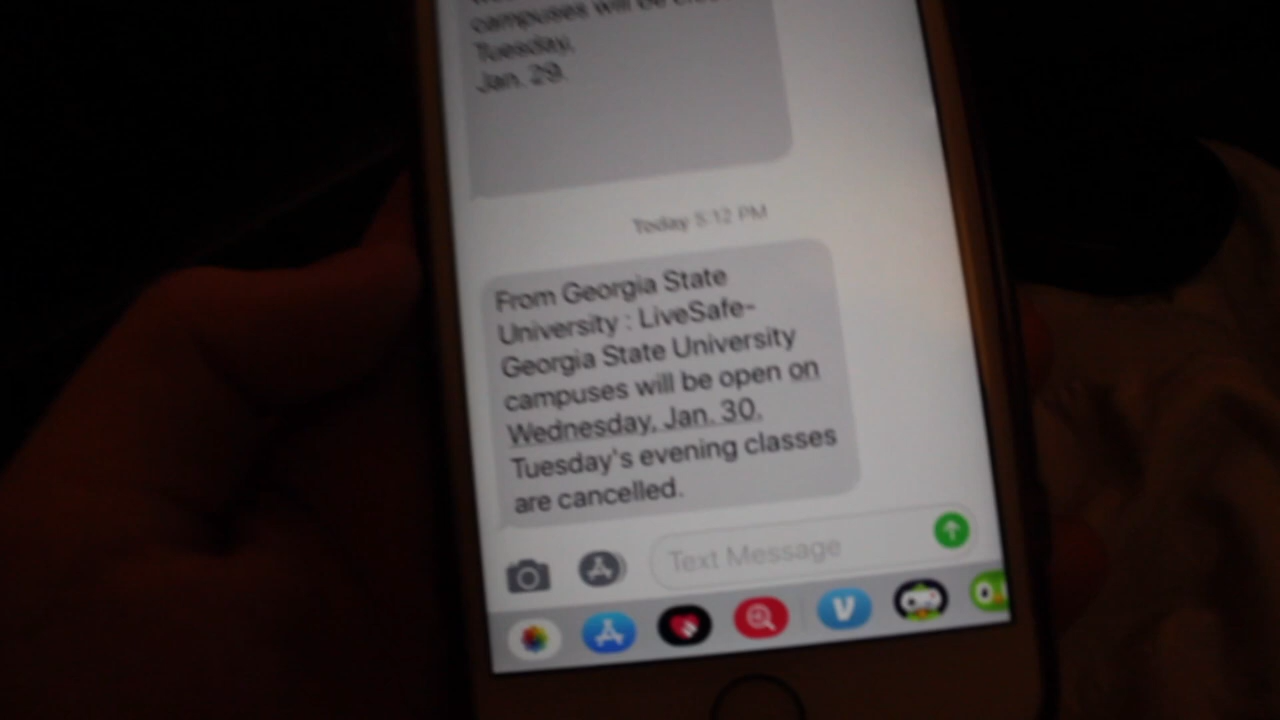 campuses will be
Tuesday,
Jan. 29.
Today 5:12 PM
From Georgia State
University : LiveSafe-
Georgia State University
campuses will be open on
Wednesday, Jan. 30.
Tuesday's evening classes
are cancelled.
Text Message